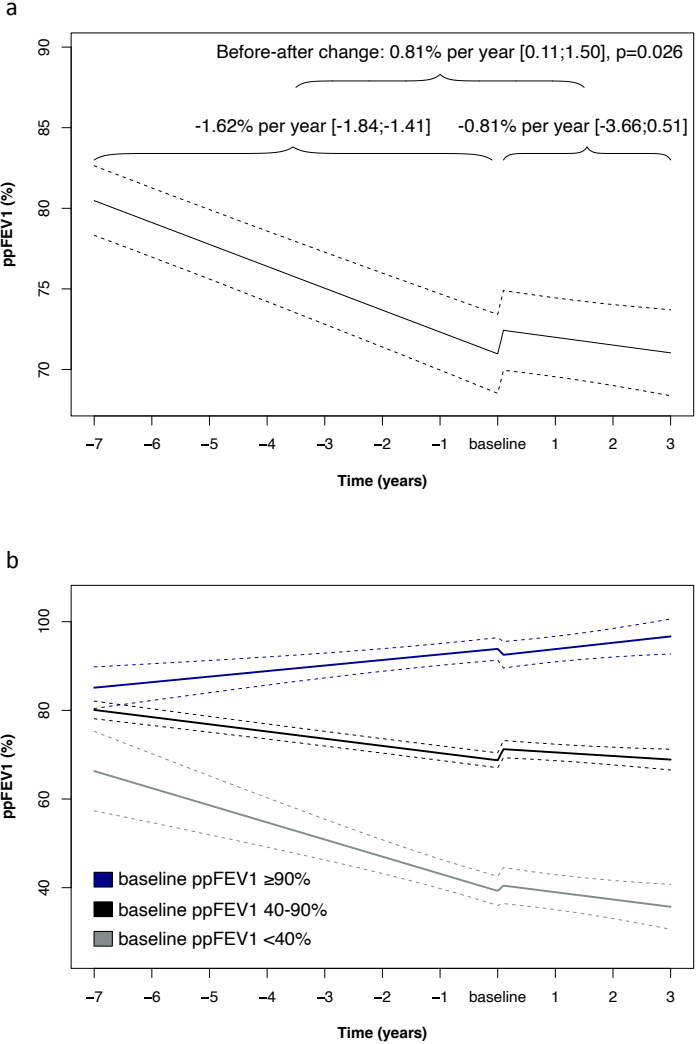 a
Before-after change: 0.81% per year [0.11;1.50], p=0.026
-1.62% per year [-1.84;-1.41] -0.81% per year [-3.66;0.51]
ppFEV1 (%)
90
85
80
75
70
−7 −6 −5 −4 −3 −2 −1 baseline 1 2 3
Time (years)
b
ppFEV1 (%)
100
80
60
40
baseline ppFEV1 ≥90%
baseline ppFEV1 40-90%
baseline ppFEV1 <40%
−7 −6 −5 −4 −3 −2 −1 baseline 1 2 3
Time (years)